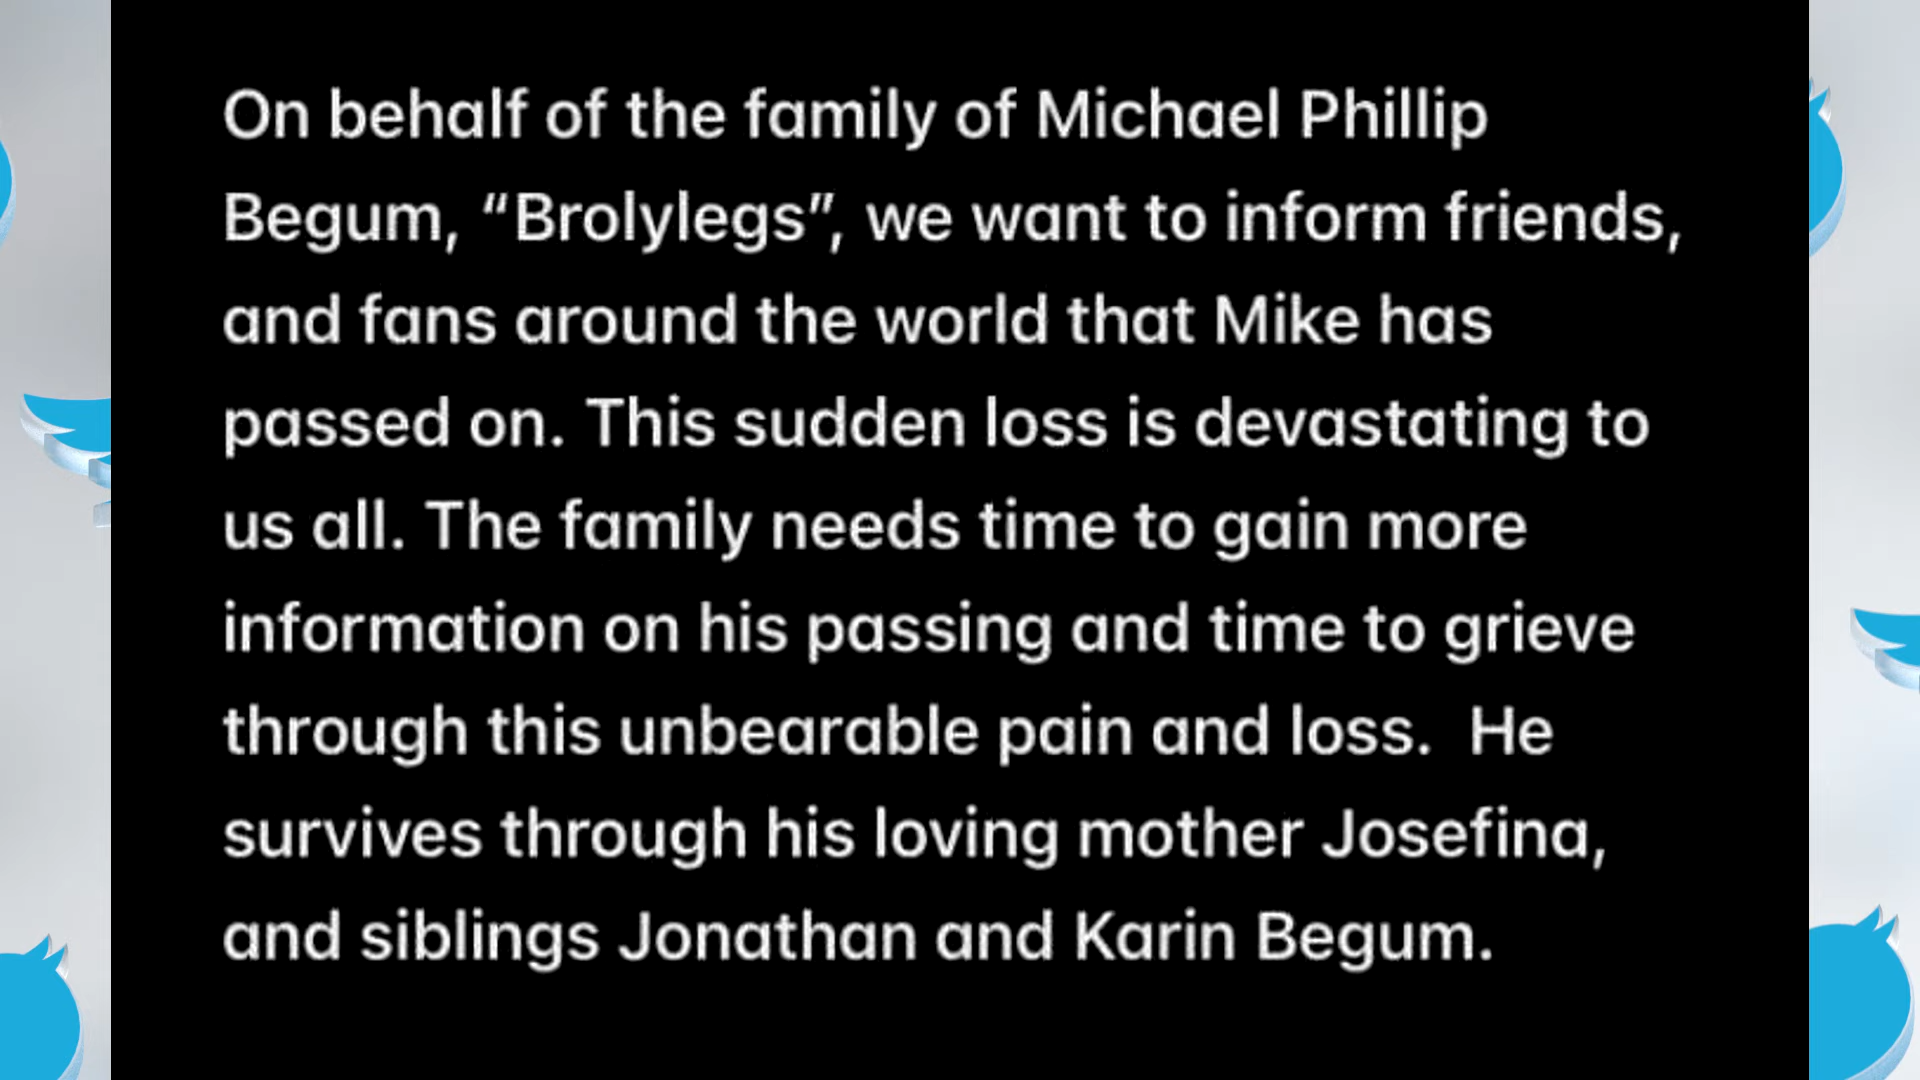 On behalf of the family of Michael Phillip
Begum, “Brolylegs”, we want to inform friends,
and fans around the world that Mike has
passed on. This sudden loss is devastating to
us all. The family needs time to gain more
information on his passing and time to grieve
through this unbearable pain and loss.  He
survives through his loving mother Josefina,
and siblings Jonathan and Karin Begum.